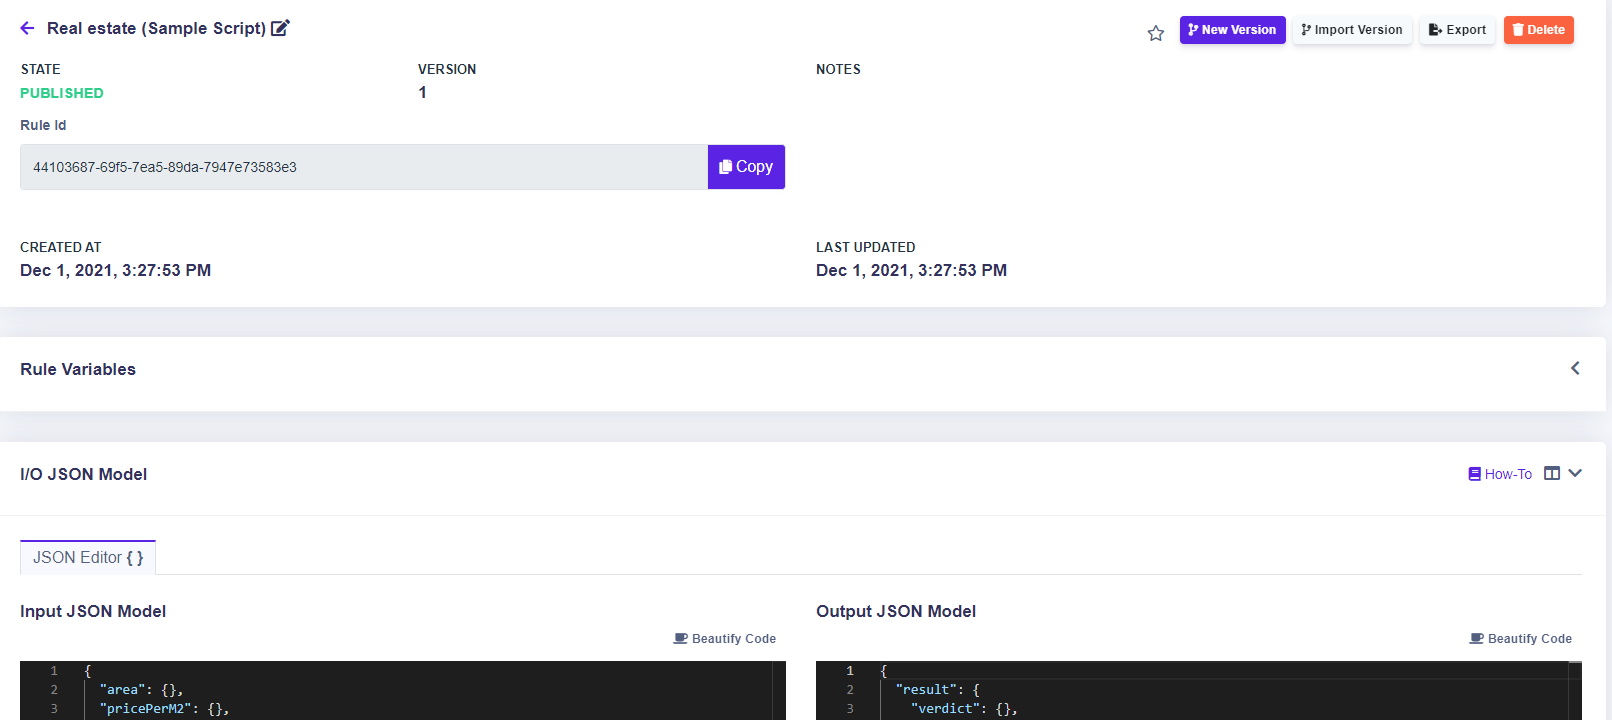 Real estate (Sample Script)
New Version
Import Version
Export
Delete
STATE
PUBLISHED
VERSION
1
NOTES
Rule Id
44103687-69f5-7ea5-89da-7947e73583e3
Copy
CREATED AT
Dec 1, 2021, 3:27:53 PM
LAST UPDATED
Dec 1, 2021, 3:27:53 PM
Rule Variables
I/O JSON Model
How-To
JSON Editor { }
Input JSON Model
Beautify Code
1 {
2 "area": {},
3 "pricePerM2": {},
Output JSON Model
Beautify Code
1 {
2 "result": {
3 "verdict": {},